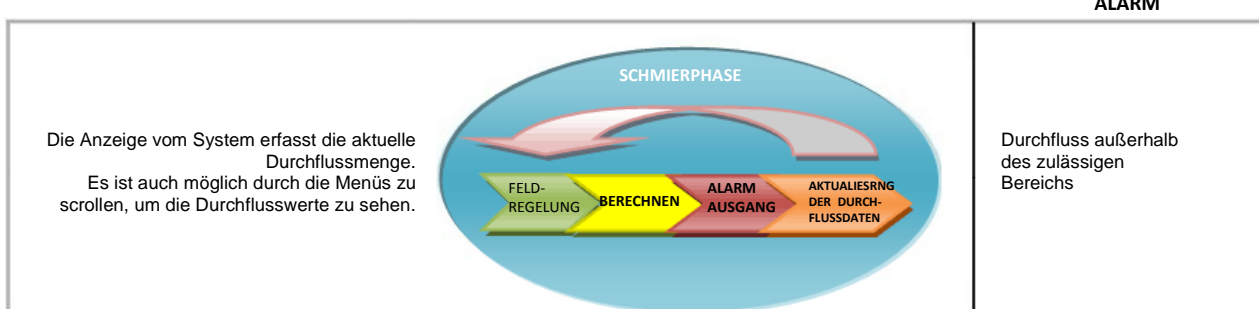 ALARM
Die Anzeige vom System erfasst die aktuelle
Durchflussmenge.
Es ist auch möglich durch die Menüs zu
scrollen, um die Durchflusswerte zu sehen.
SCHMIERPHASE
FELD-
REGELUNG
BERECHNEN
ALARM
AUSGANG
AKTUALIESRNG
DER DURCH-
FLUSSDATEN
Durchfluss außerhalb
des zulässigen
Bereichs